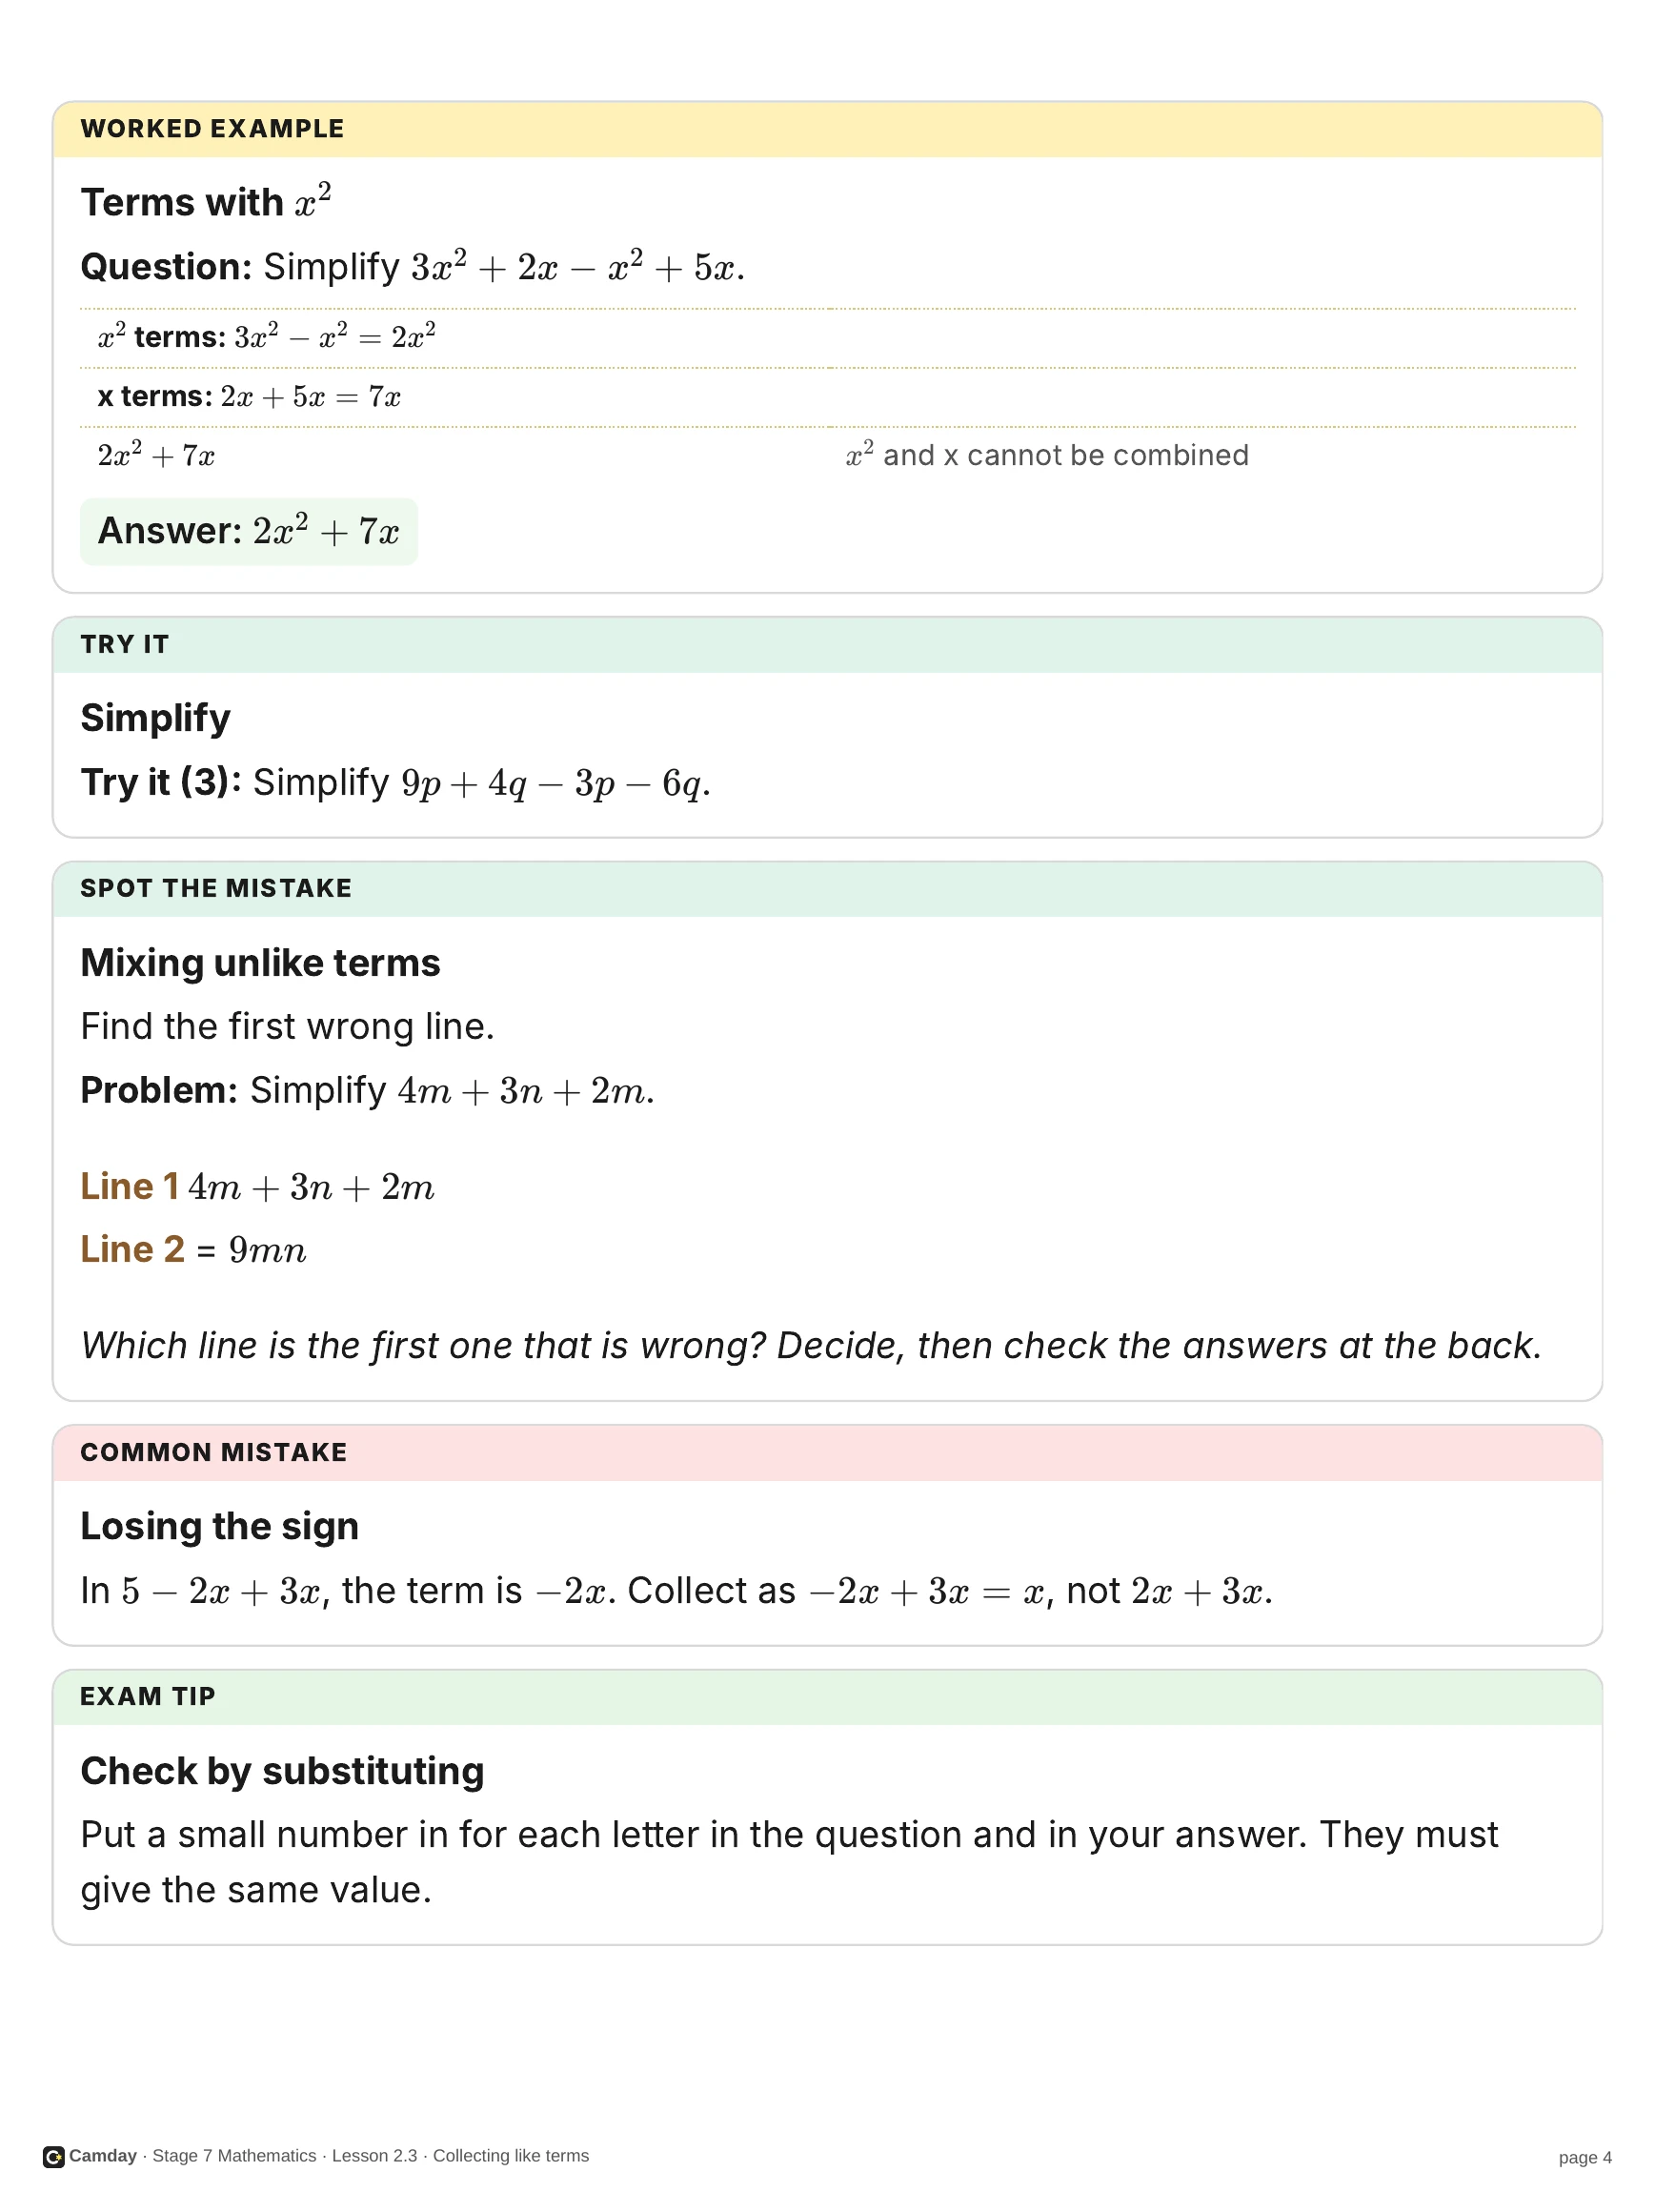 WORKED EXAMPLE
Terms with x²
Question: Simplify 3x² + 2x − x² + 5x.
x² terms: 3x² − x² = 2x²
x terms: 2x + 5x = 7x
2x² + 7x x² and x cannot be combined
Answer: 2x² + 7x
TRY IT
Simplify
Try it (3): Simplify 9p + 4q − 3p − 6q.
SPOT THE MISTAKE
Mixing unlike terms
Find the first wrong line.
Problem: Simplify 4m + 3n + 2m.
Line 1 4m + 3n + 2m
Line 2 = 9mn
Which line is the first one that is wrong? Decide, then check the answers at the back.
COMMON MISTAKE
Losing the sign
In 5 − 2x + 3x, the term is −2x. Collect as −2x + 3x = x, not 2x + 3x.
EXAM TIP
Check by substituting
Put a small number in for each letter in the question and in your answer. They must
give the same value.
Camday · Stage 7 Mathematics · Lesson 2.3 · Collecting like terms page 4